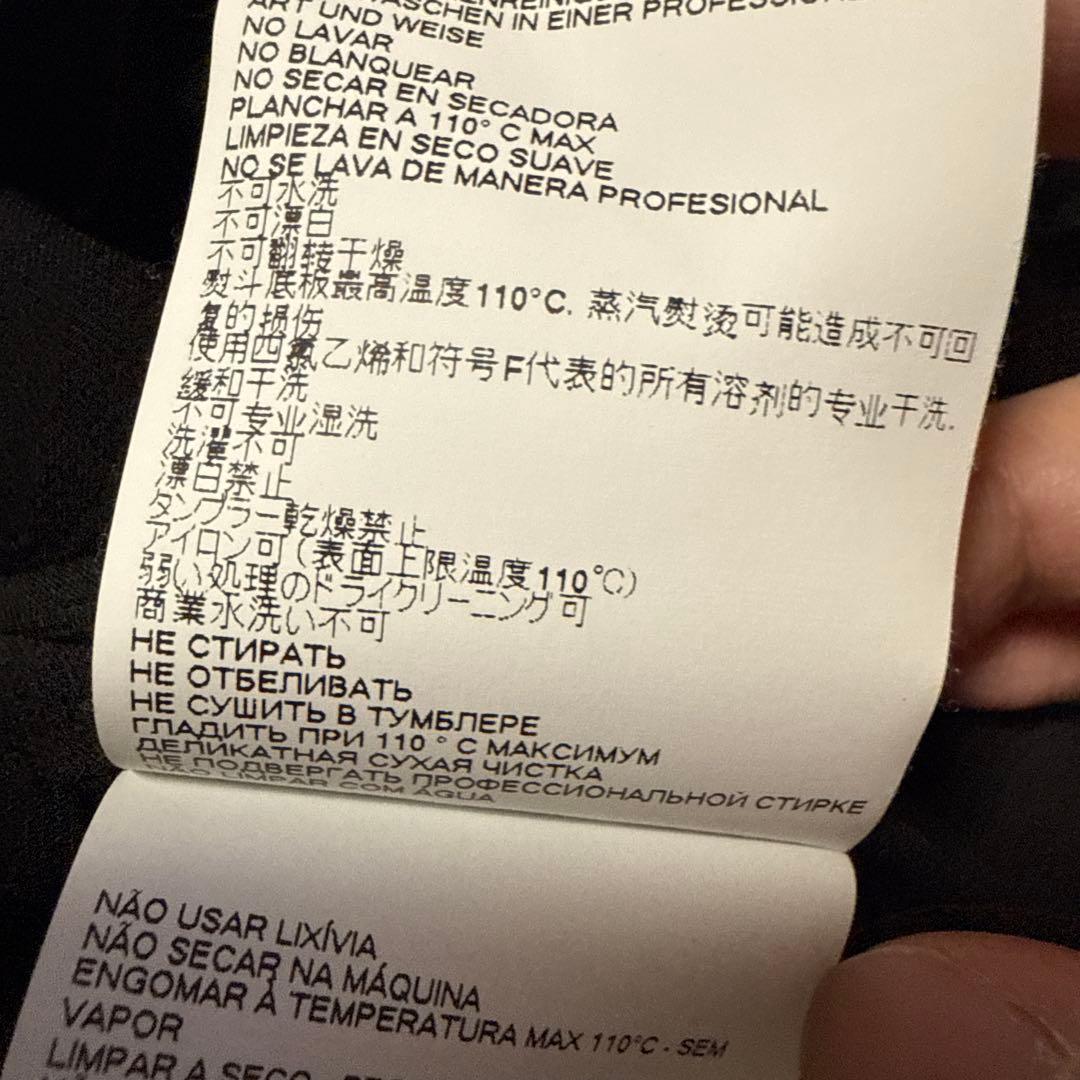 ART UND WEISE
NO LAVAR
NO BLANQUEAR
NO SECAR EN SECADORA
PLANCHAR A 110° C MAX
LIMPIEZA EN SECO SUAVE
NO SE LAVA DE MANERA PROFESIONAL
不可水洗
不可漂白
不可翻转干燥
熨斗底板最高温度110°C. 蒸汽熨烫可能造成不可回
复的损伤
使用四氯乙烯和符号F代表的所有溶剂的专业干洗.
缓和干洗
不可专业湿洗
洗濯不可
漂白禁止
タンブラー乾燥禁止
アイロン可(表面上限温度110℃)
弱い処理のドライクリーニング可
商業水洗い不可
НЕ СТИРАТЬ
НЕ ОТБЕЛИВАТЬ
НЕ СУШИТЬ В ТУМБЛЕРЕ
ГЛАДИТЬ ПРИ 110 ° С МАКСИМУМ
ДЕЛИКАТНАЯ СУХАЯ ЧИСТКА
НЕ ПОДВЕРГАТЬ ПРОФЕССИОНАЛЬНОЙ СТИРКЕ
NÃO LIMPAR COM ÁGUA
NÃO USAR LIXÍVIA
NÃO SECAR NA MÁQUINA
ENGOMAR À TEMPERATURA MAX 110°C - SEM
VAPOR
LIMPAR A SECO